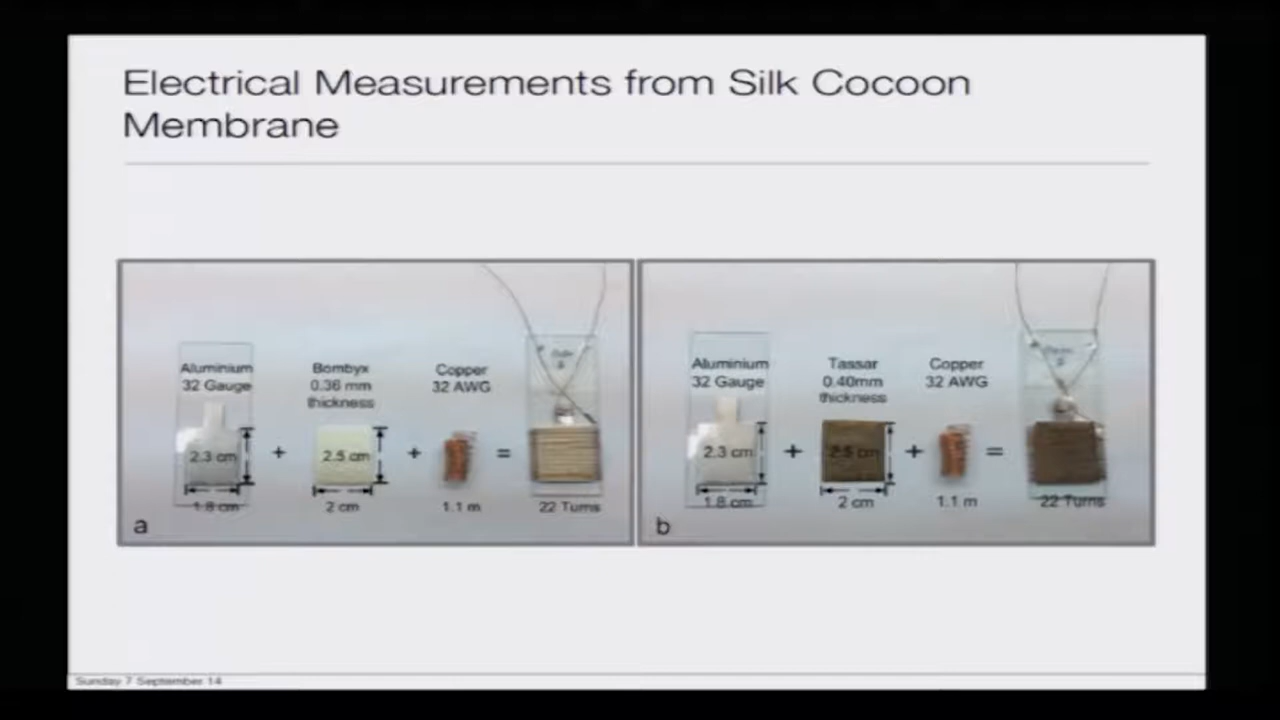 Electrical Measurements from Silk Cocoon
Membrane
Aluminium
32 Gauge
2.3 cm
1.8 cm
+
Bombyx
0.36 mm
thickness
2.5 cm
2 cm
+
Copper
32 AWG
1.1 m
=
22 Turns
a
Aluminium
32 Gauge
2.3 cm
1.8 cm
+
Tassar
0.40mm
thickness
2.5 cm
2 cm
+
Copper
32 AWG
1.1 m
=
22 Turns
b
Sunday 7 September 14